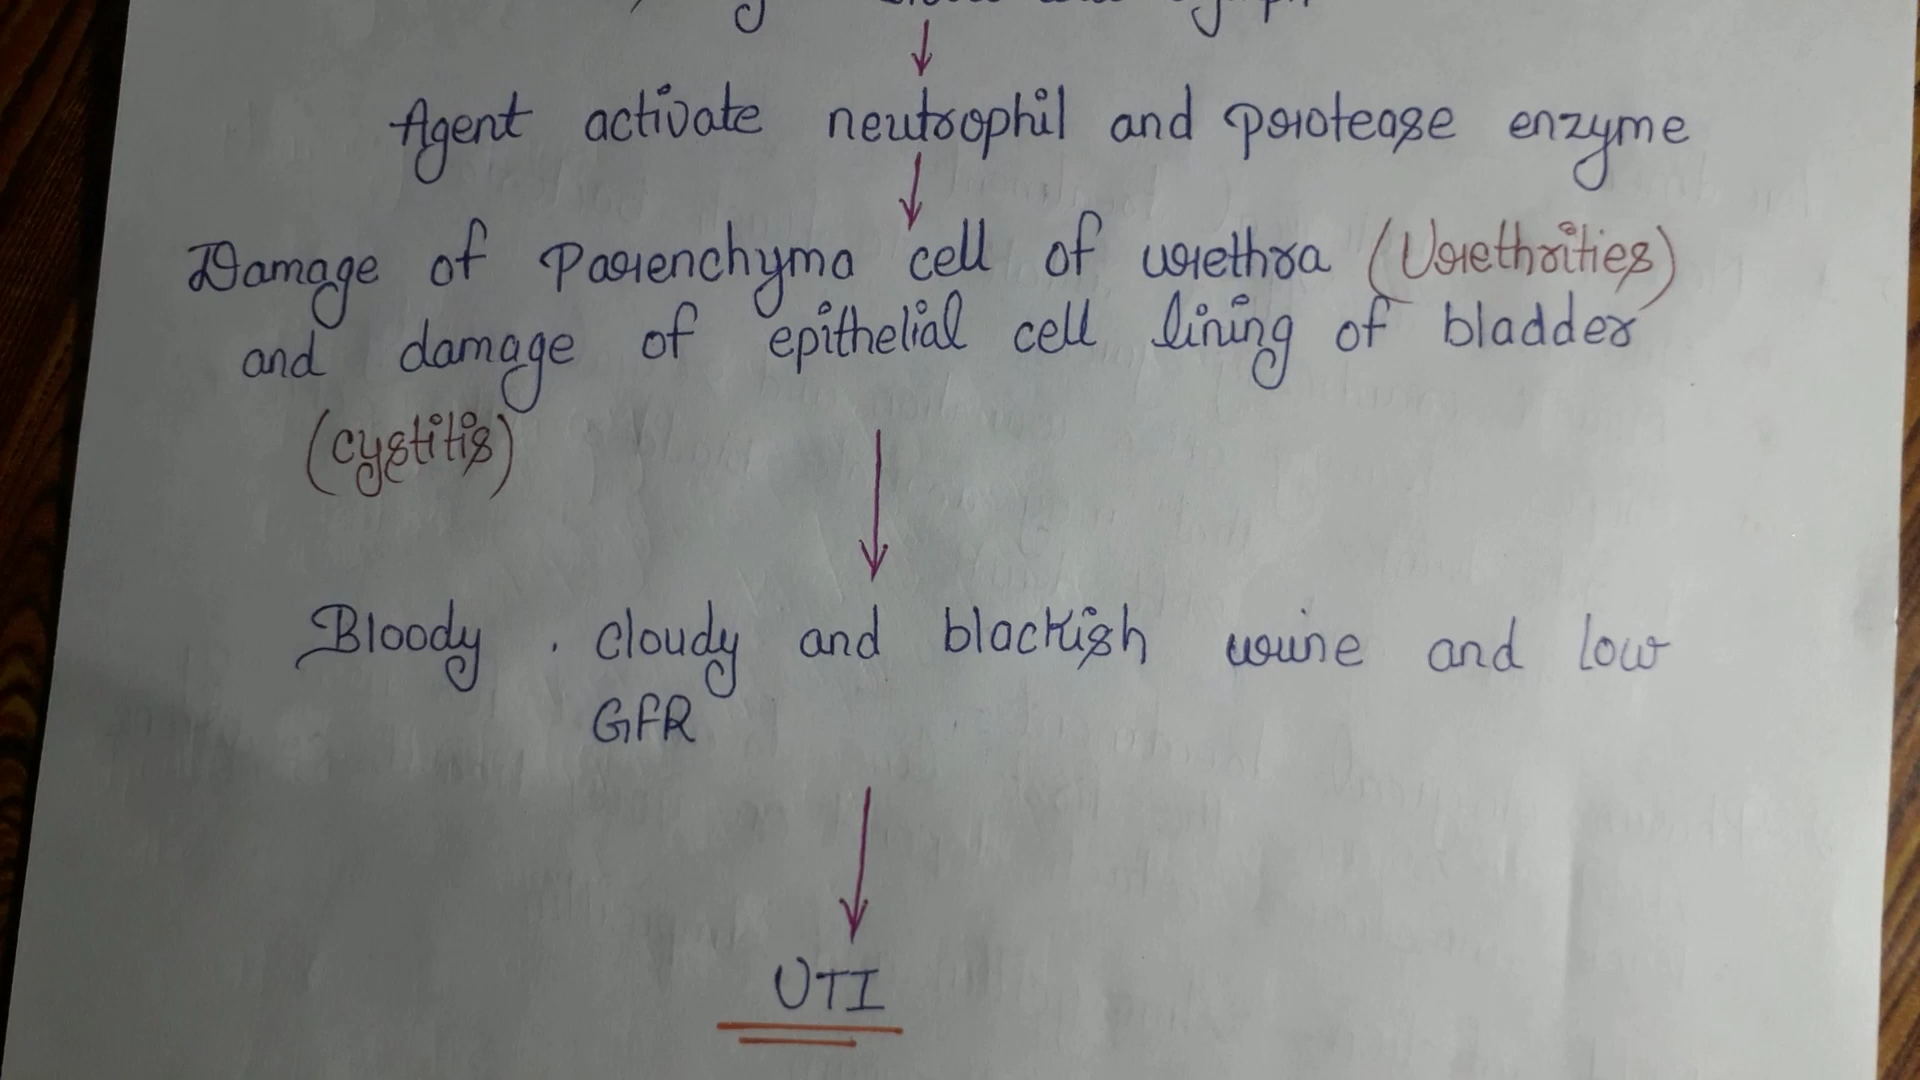 Agent activate neutrophil and protease enzyme
Damage of Parenchyma cell of urethra (Urethrities)
and damage of epithelial cell lining of bladder
(cystitis)
Bloody . cloudy and blackish urine and low
GFR
UTI